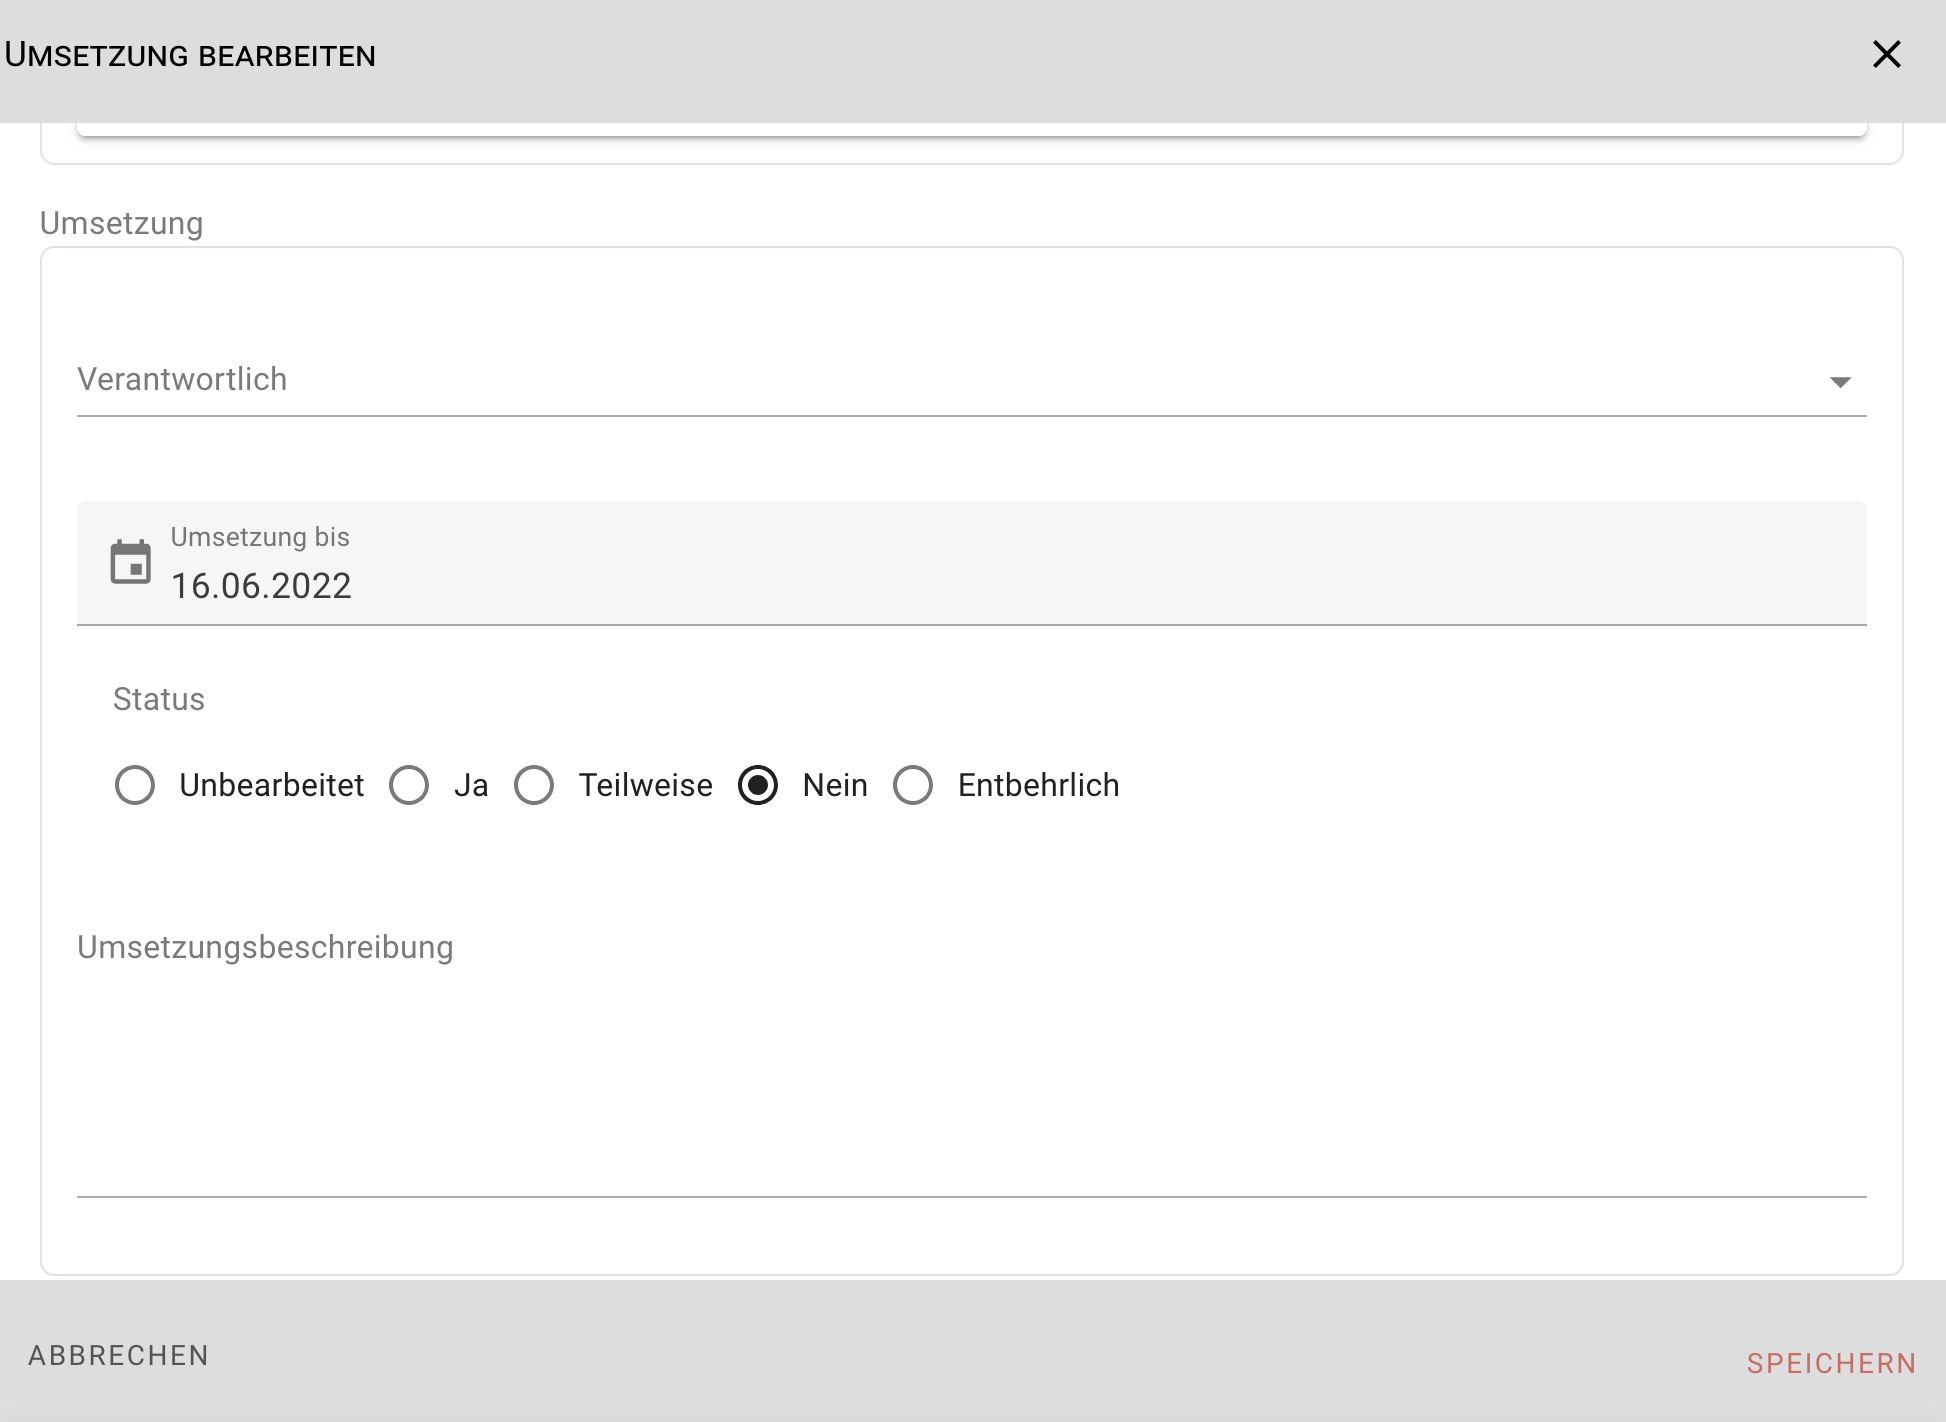 Umsetzung bearbeiten
Umsetzung
Verantwortlich
Umsetzung bis
16.06.2022
Status
Unbearbeitet Ja Teilweise Nein Entbehrlich
Umsetzungsbeschreibung
ABBRECHEN
SPEICHERN